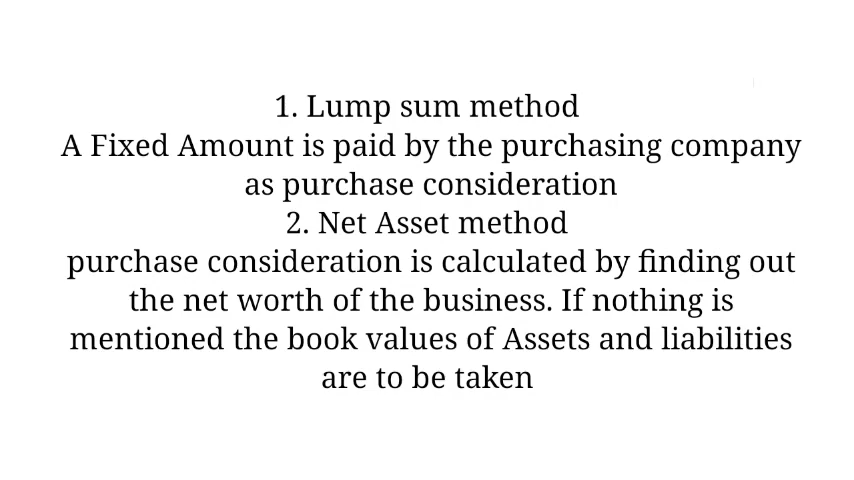 1. Lump sum method
A Fixed Amount is paid by the purchasing company
as purchase consideration
2. Net Asset method
purchase consideration is calculated by finding out
the net worth of the business. If nothing is
mentioned the book values of Assets and liabilities
are to be taken